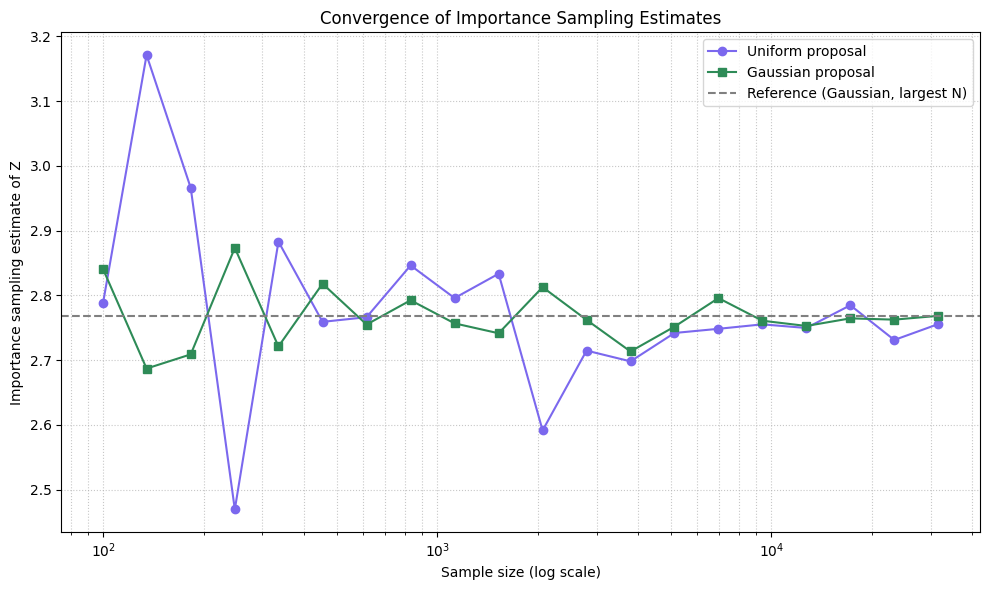 Convergence of Importance Sampling Estimates
Uniform proposal
Gaussian proposal
Reference (Gaussian, largest N)
Importance sampling estimate of Z
3.2
3.1
3.0
2.9
2.8
2.7
2.6
2.5
10²
10³
10⁴
Sample size (log scale)